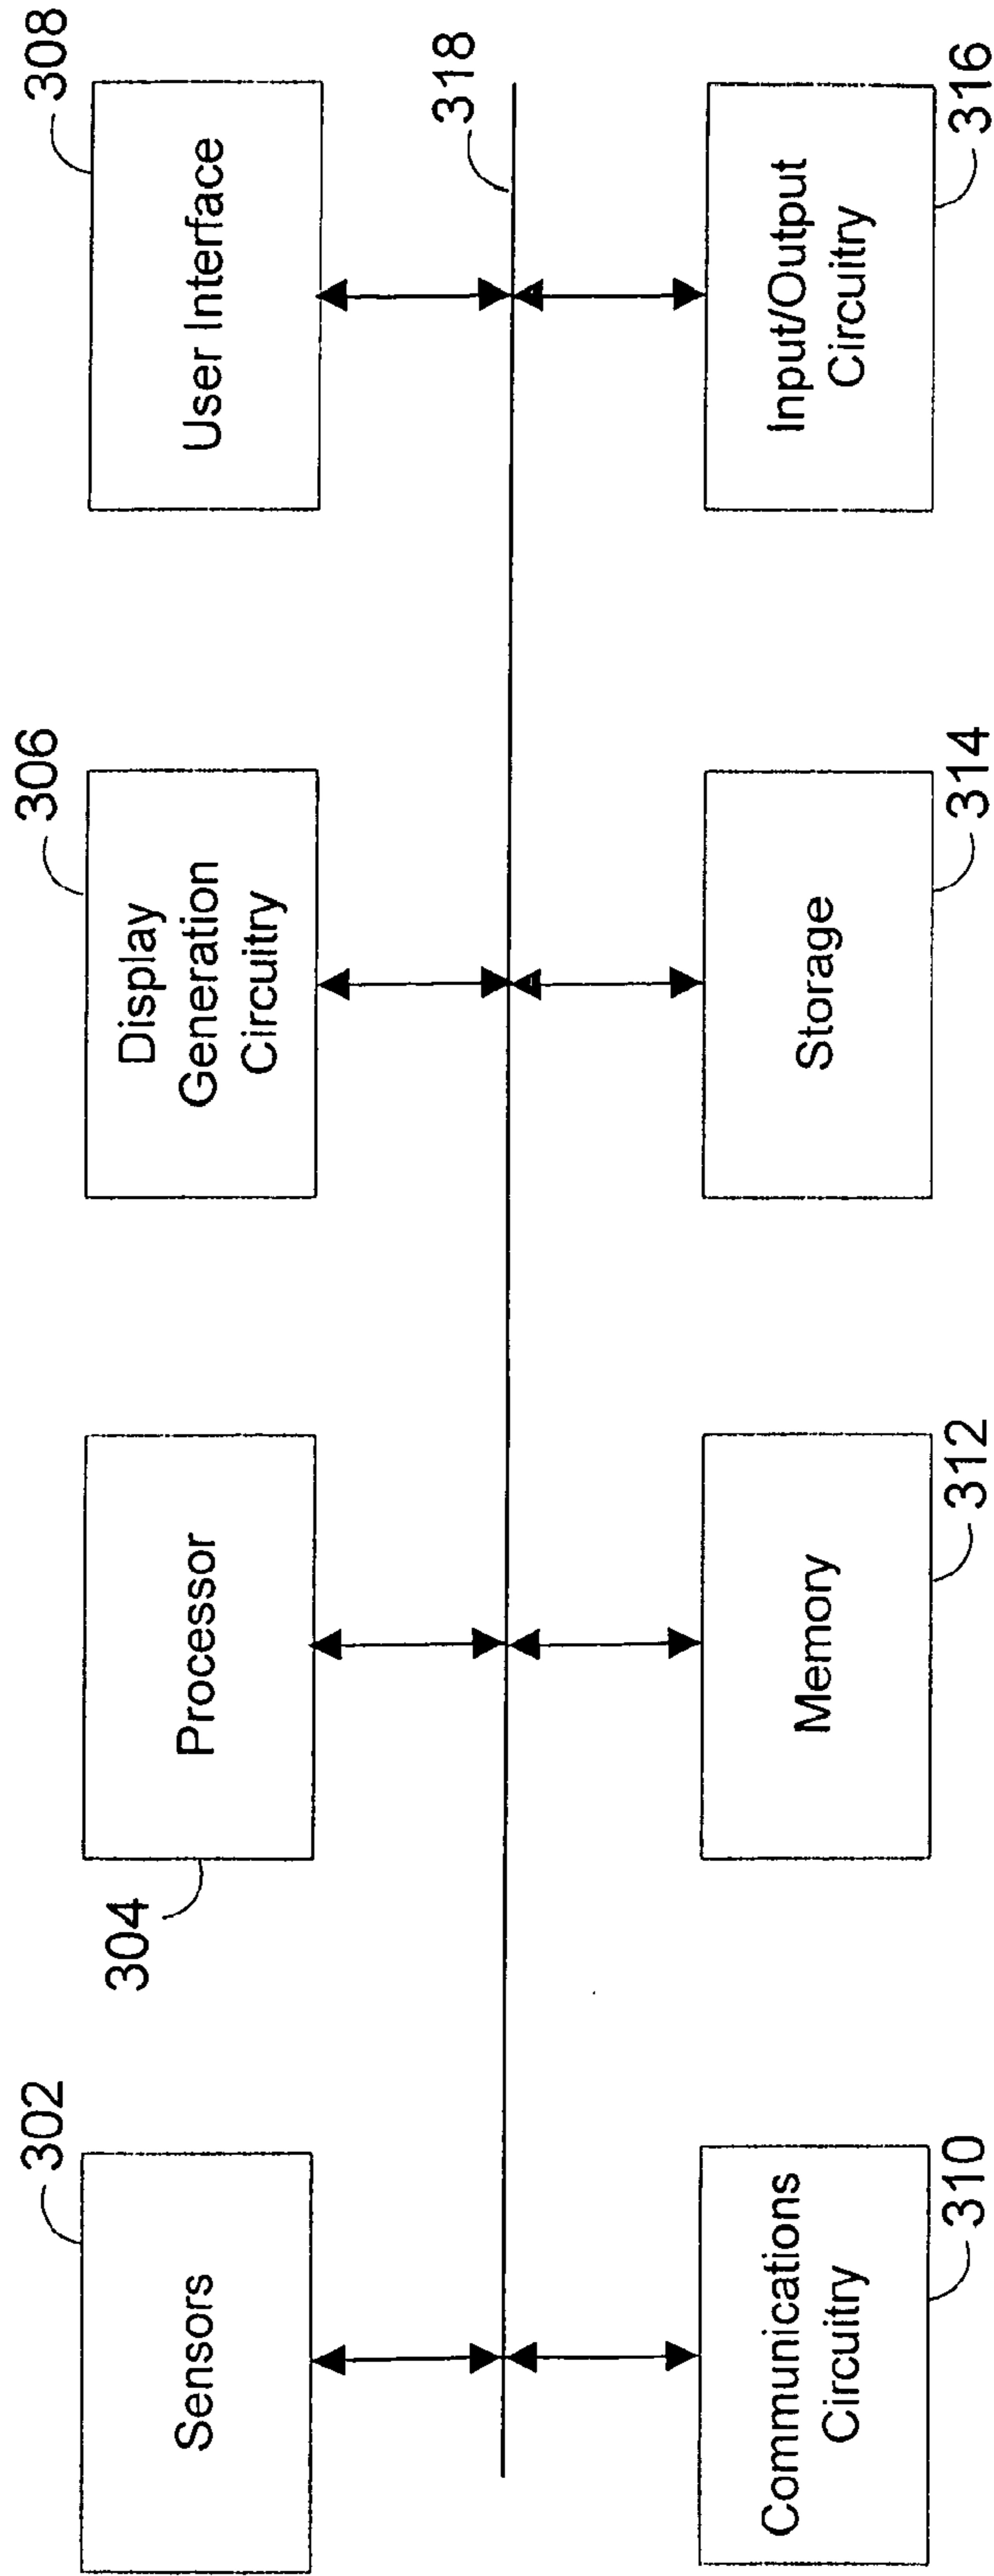 302
Sensors
304
Processor
306
Display
Generation
Circuitry
308
User Interface
318
Communications
Circuitry
310
Memory
312
Storage
314
Input/Output
Circuitry
316